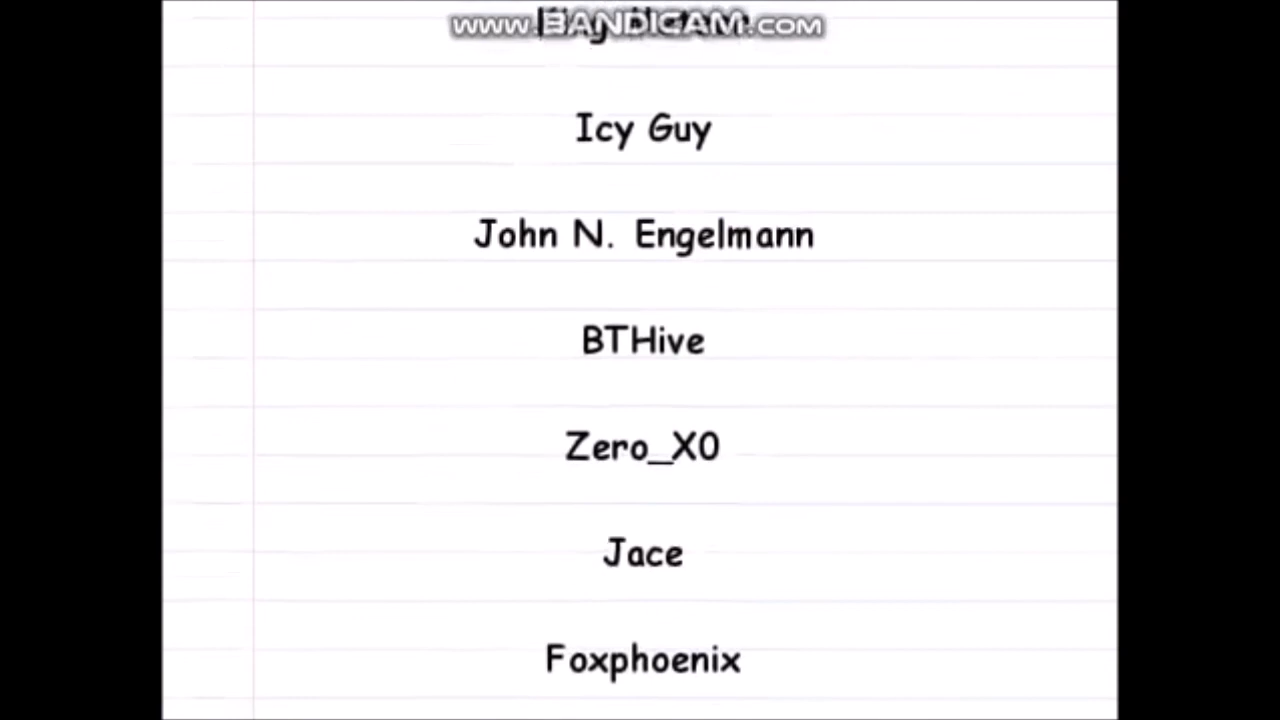 www.BANDICAM.com
Icy Guy
John N. Engelmann
BTHive
Zero_X0
Jace
Foxphoenix